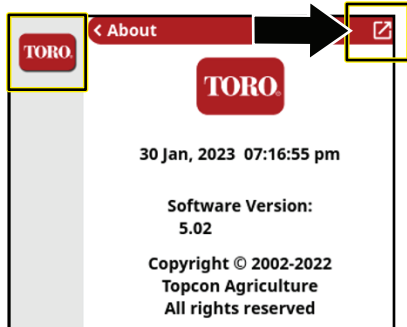 TORO
About
TORO
30 Jan, 2023 07:16:55 pm
Software Version:
5.02
Copyright © 2002-2022
Topcon Agriculture
All rights reserved